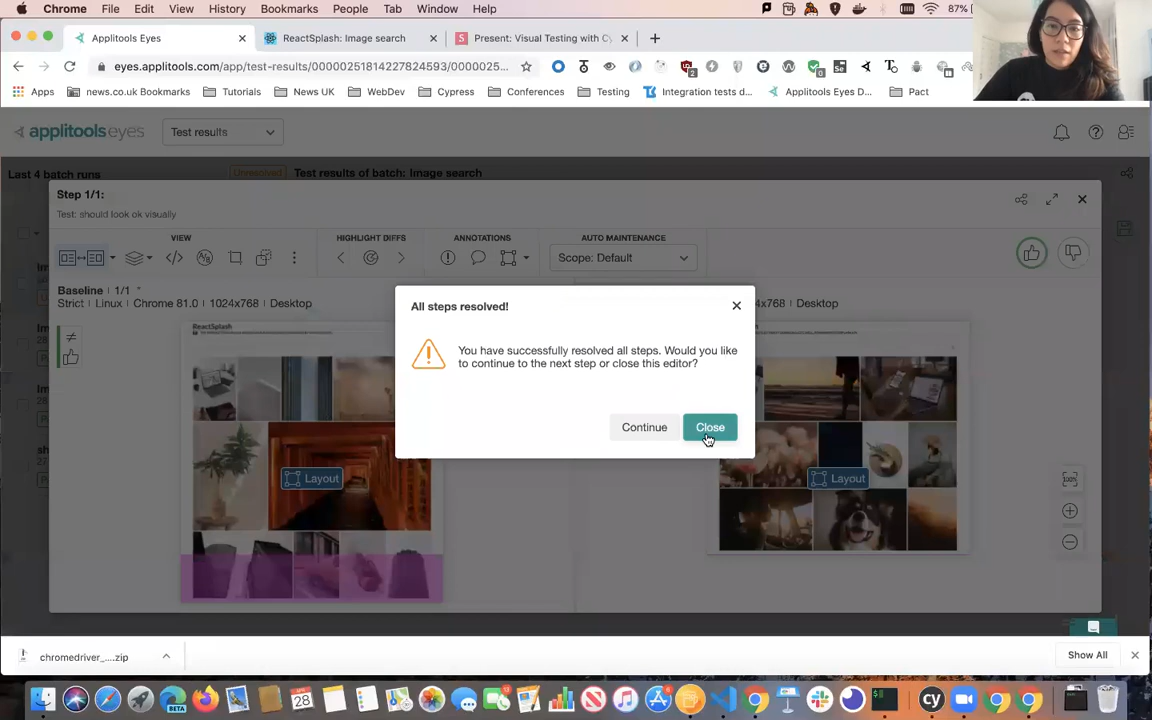 Chrome File Edit View History Bookmarks People Tab Window Help 87%
Applitools Eyes
ReactSplash: Image search
Present: Visual Testing with Cy
eyes.applitools.com/app/test-results/00000251814227824593/0000025...
Apps news.co.uk Bookmarks Tutorials News UK WebDev Cypress Conferences Testing Integration tests d... Applitools Eyes D... Pact
applitools eyes
Test results
Last 4 batch runs
Unresolved
Test results of batch: Image search
Step 1/1:
Test: should look ok visually
VIEW
HIGHLIGHT DIFFS
ANNOTATIONS
AUTO MAINTENANCE
Scope: Default
Baseline | 1/1 *
Strict | Linux | Chrome 81.0 | 1024x768 | Desktop
4x768 | Desktop
ReactSplash
All steps resolved!
You have successfully resolved all steps. Would you like
to continue to the next step or close this editor?
Continue
Close
Layout
Layout
100%
chromedriver_....zip
Show All